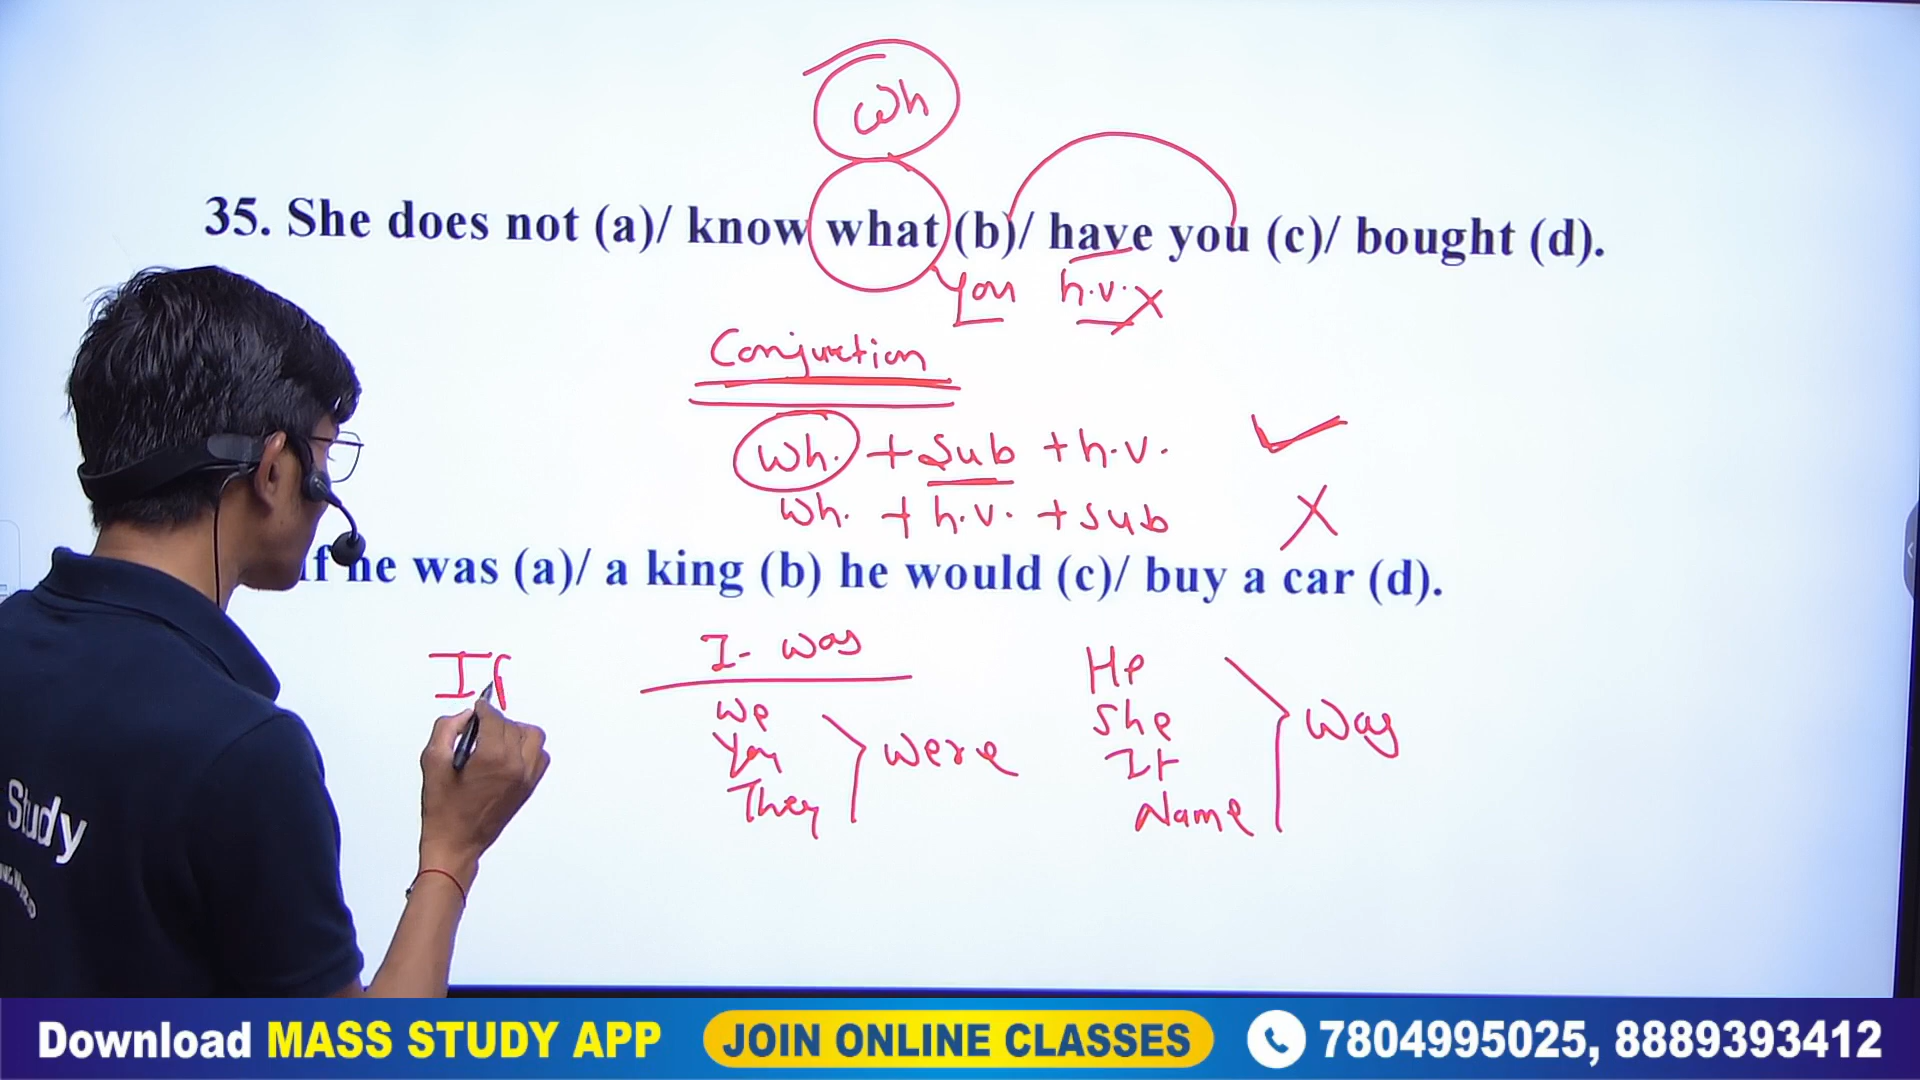 Wh
35. She does not (a)/ know what (b)/ have you (c)/ bought (d).
You h.v. X
Conjunction
Wh. + Sub + h.v.
Wh. + h.v. + Sub X
If he was (a)/ a king (b) he would (c)/ buy a car (d).
If
I- was
We
You
They
were
He
She
It
Name
Was
Study
Download MASS STUDY APP JOIN ONLINE CLASSES 7804995025, 8889393412